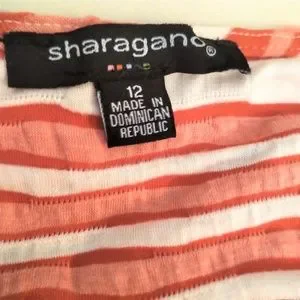 sharagano®
12
MADE IN
DOMINICAN
REPUBLIC